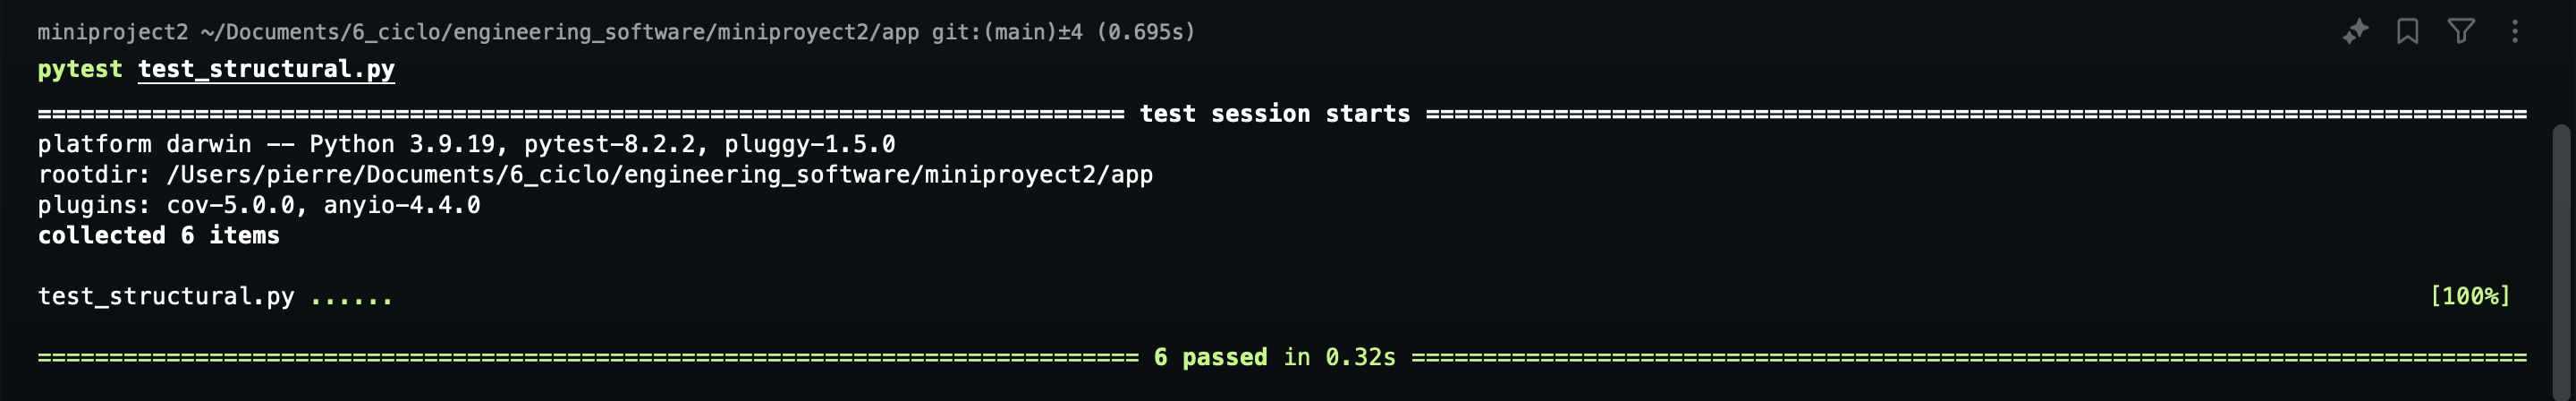 miniproject2 ~/Documents/6_ciclo/engineering_software/miniproyect2/app git:(main)±4 (0.695s)
pytest test_structural.py
============================================================================ test session starts =============================================================================
platform darwin -- Python 3.9.19, pytest-8.2.2, pluggy-1.5.0
rootdir: /Users/pierre/Documents/6_ciclo/engineering_software/miniproyect2/app
plugins: cov-5.0.0, anyio-4.4.0
collected 6 items
test_structural.py ...... [100%]
============================================================================= 6 passed in 0.32s ==============================================================================